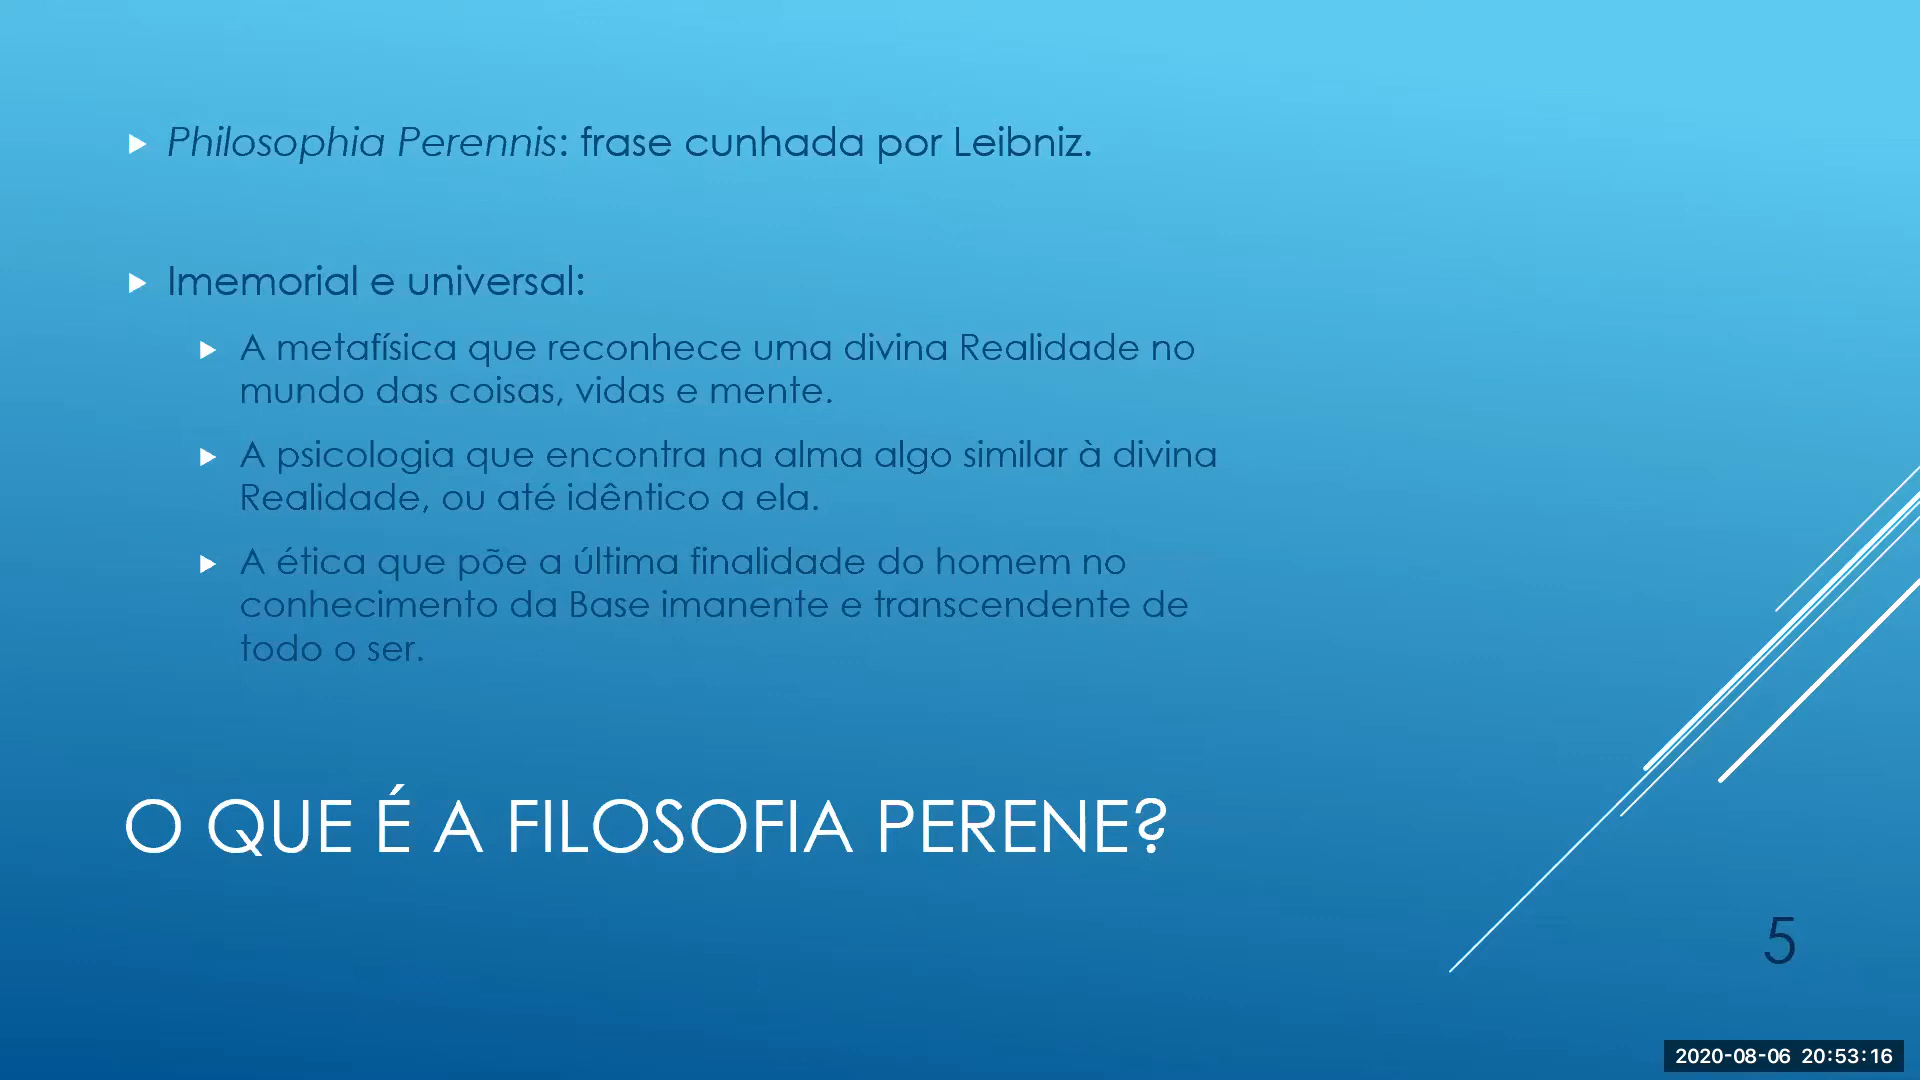 Philosophia Perennis: frase cunhada por Leibniz.
Imemorial e universal:
A metafísica que reconhece uma divina Realidade no
mundo das coisas, vidas e mente.
A psicologia que encontra na alma algo similar à divina
Realidade, ou até idêntico a ela.
A ética que põe a última finalidade do homem no
conhecimento da Base imanente e transcendente de
todo o ser.
O QUE É A FILOSOFIA PERENE?
5
2020-08-06 20:53:16